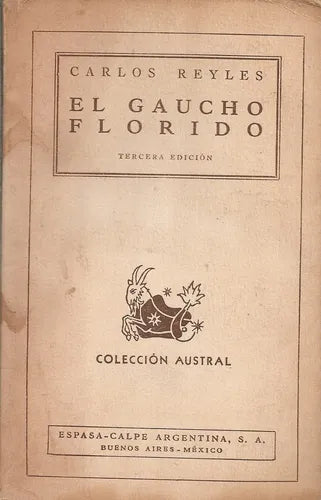 CARLOS REYLES
EL GAUCHO
FLORIDO
TERCERA EDICIÓN
COLECCIÓN AUSTRAL
ESPASA-CALPE ARGENTINA, S. A.
BUENOS AIRES - MÉXICO